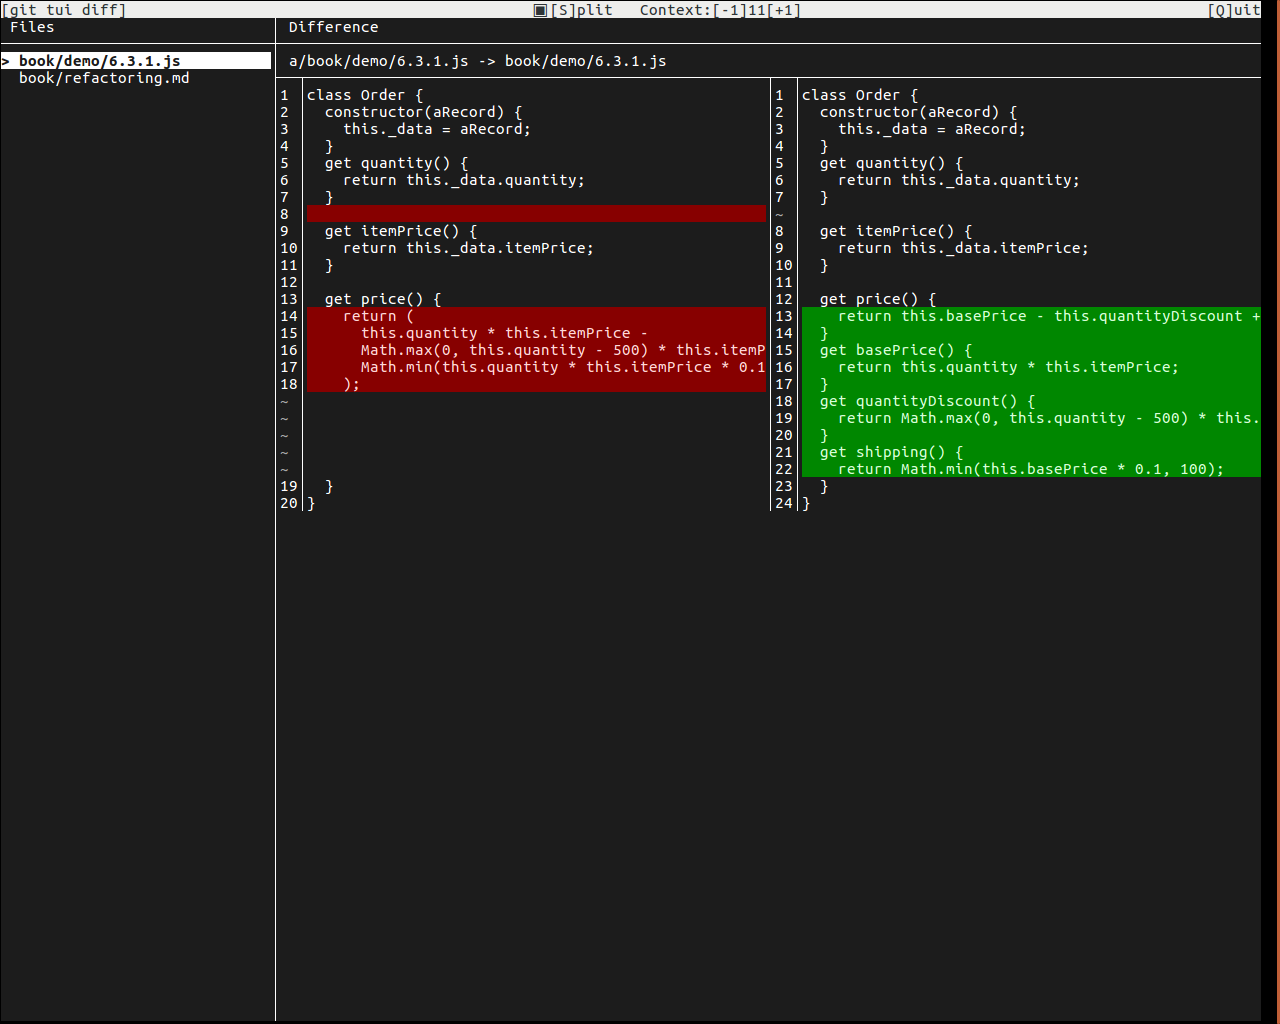 [git tui diff] ▣[S]plit Context:[-1]11[+1] [Q]uit
Files
> book/demo/6.3.1.js
book/refactoring.md
Difference
a/book/demo/6.3.1.js -> book/demo/6.3.1.js
1 class Order {
2 constructor(aRecord) {
3 this._data = aRecord;
4 }
5 get quantity() {
6 return this._data.quantity;
7 }
8
9 get itemPrice() {
10 return this._data.itemPrice;
11 }
12
13 get price() {
14 return (
15 this.quantity * this.itemPrice -
16 Math.max(0, this.quantity - 500) * this.itemP
17 Math.min(this.quantity * this.itemPrice * 0.1
18 );
~
~
~
~
~
19 }
20 }
1 class Order {
2 constructor(aRecord) {
3 this._data = aRecord;
4 }
5 get quantity() {
6 return this._data.quantity;
7 }
~
8 get itemPrice() {
9 return this._data.itemPrice;
10 }
11
12 get price() {
13 return this.basePrice - this.quantityDiscount +
14 }
15 get basePrice() {
16 return this.quantity * this.itemPrice;
17 }
18 get quantityDiscount() {
19 return Math.max(0, this.quantity - 500) * this.
20 }
21 get shipping() {
22 return Math.min(this.basePrice * 0.1, 100);
23 }
24 }